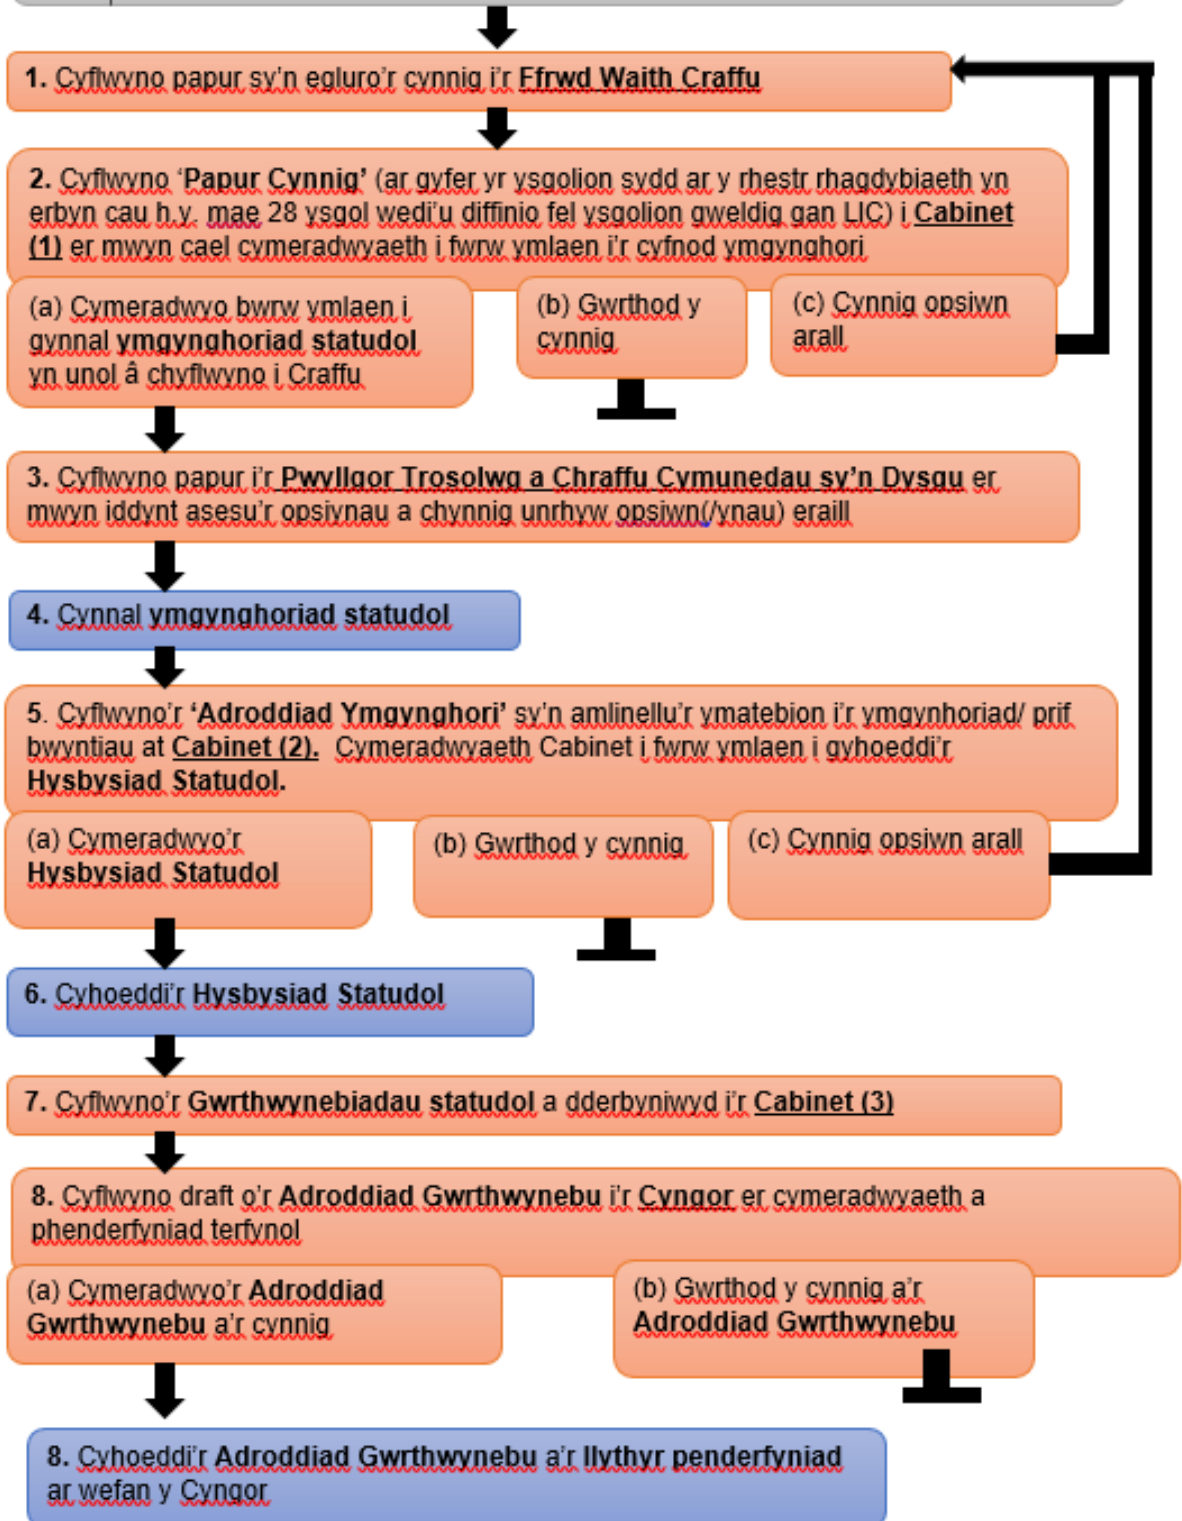 1. Cyflwyno papur sy'n egluro'r cynnig i'r Ffrwd Waith Craffu
2. Cyflwyno ‘Papur Cynnig’ (ar gyfer yr ysgolion sydd ar y rhestr rhagdybiaeth yn
erbyn cau h.y. mae 28 ysgol wedi'u diffinio fel ysgolion gweldig gan LIC) i Cabinet
(1) er mwyn cael cymeradwyaeth i fwrw ymlaen i'r cyfnod ymgynghori
(a) Cymeradwyo bwrw ymlaen i
gynnal ymgynghoriad statudol
yn unol â chyflwyno i Craffu
(b) Gwrthod y
cynnig
(c) Cynnig opsiwn
arall
3. Cyflwyno papur i'r Pwyllgor Trosolwg a Chraffu Cymunedau sy'n Dysgu er
mwyn iddynt asesu'r opsiynau a chynnig unrhyw opsiwn(/ynau) eraill
4. Cynnal ymgynghoriad statudol
5. Cyflwyno'r ‘Adroddiad Ymgynghori’ sy'n amlinellu'r ymatebion i'r ymgynhoriad/ prif
bwyntiau at Cabinet (2). Cymeradwyaeth Cabinet i fwrw ymlaen i gyhoeddi'r
Hysbysiad Statudol.
(a) Cymeradwyo'r
Hysbysiad Statudol
(b) Gwrthod y cynnig
(c) Cynnig opsiwn arall
6. Cyhoeddi'r Hysbysiad Statudol
7. Cyflwyno'r Gwrthwynebiadau statudol a dderbyniwyd i'r Cabinet (3)
8. Cyflwyno draft o'r Adroddiad Gwrthwynebu i'r Cyngor er cymeradwyaeth a
phenderfyniad terfynol
(a) Cymeradwyo'r Adroddiad
Gwrthwynebu a'r cynnig
(b) Gwrthod y cynnig a'r
Adroddiad Gwrthwynebu
8. Cyhoeddi'r Adroddiad Gwrthwynebu a'r llythyr penderfyniad
ar wefan y Cyngor